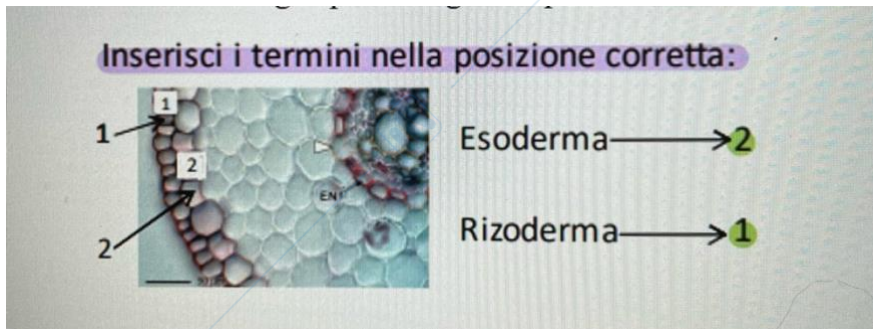 Inserisci i termini nella posizione corretta:
1
1
2
EN
2
Esoderma 2
Rizoderma 1